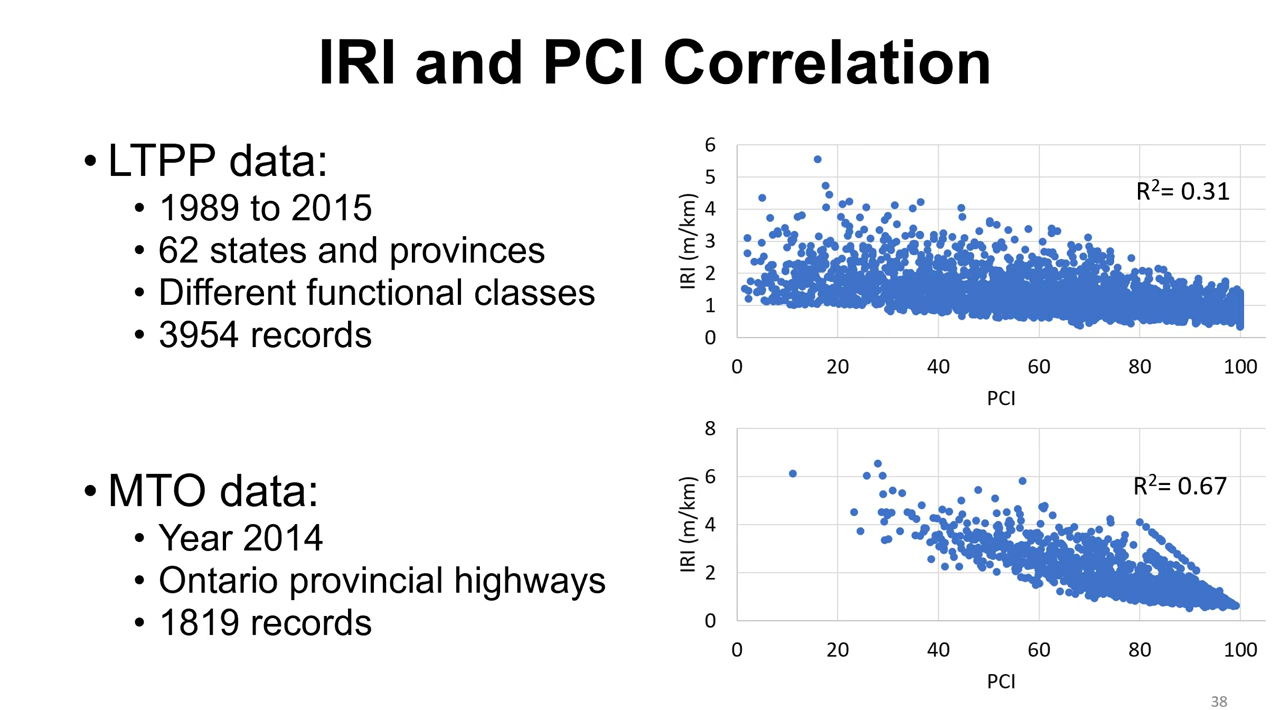 IRI and PCI Correlation
• LTPP data:
• 1989 to 2015
• 62 states and provinces
• Different functional classes
• 3954 records
• MTO data:
• Year 2014
• Ontario provincial highways
• 1819 records
6
5
4
3
2
1
0
IRI (m/km)
R²= 0.31
0 20 40 60 80 100
PCI
8
6
4
2
0
IRI (m/km)
R²= 0.67
0 20 40 60 80 100
PCI
38